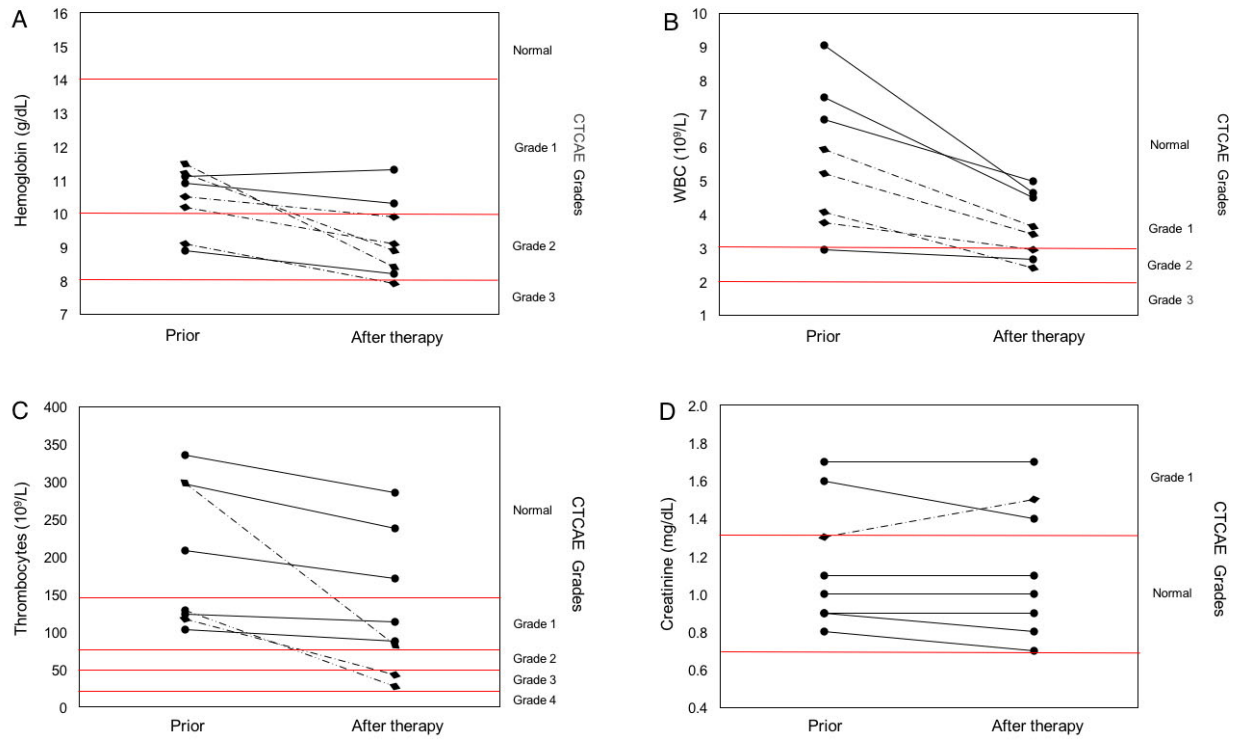 A
Hemoglobin (g/dL)
16
15
14
13
12
11
10
9
8
7
Normal
Grade 1
Grade 2
Grade 3
CTCAE Grades
Prior
After therapy
B
WBC (10⁹/L)
10
9
8
7
6
5
4
3
2
1
Normal
Grade 1
Grade 2
Grade 3
CTCAE Grades
Prior
After therapy
C
Thrombocytes (10⁹/L)
400
350
300
250
200
150
100
50
0
Normal
Grade 1
Grade 2
Grade 3
Grade 4
CTCAE Grades
Prior
After therapy
D
Creatinine (mg/dL)
2.0
1.8
1.6
1.4
1.2
1.0
0.8
0.6
0.4
Grade 1
Normal
CTCAE Grades
Prior
After therapy